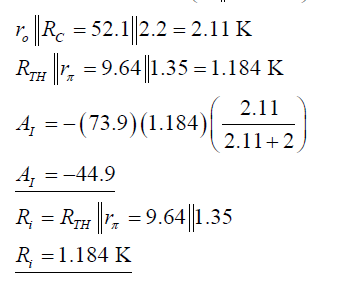 r_o‖R_C = 52.1‖2.2 = 2.11 K
R_TH‖r_π = 9.64‖1.35 = 1.184 K
A_I = −(73.9)(1.184)(2.11/(2.11+2))
A_I = −44.9
R_i = R_TH‖r_π = 9.64‖1.35
R_i = 1.184 K